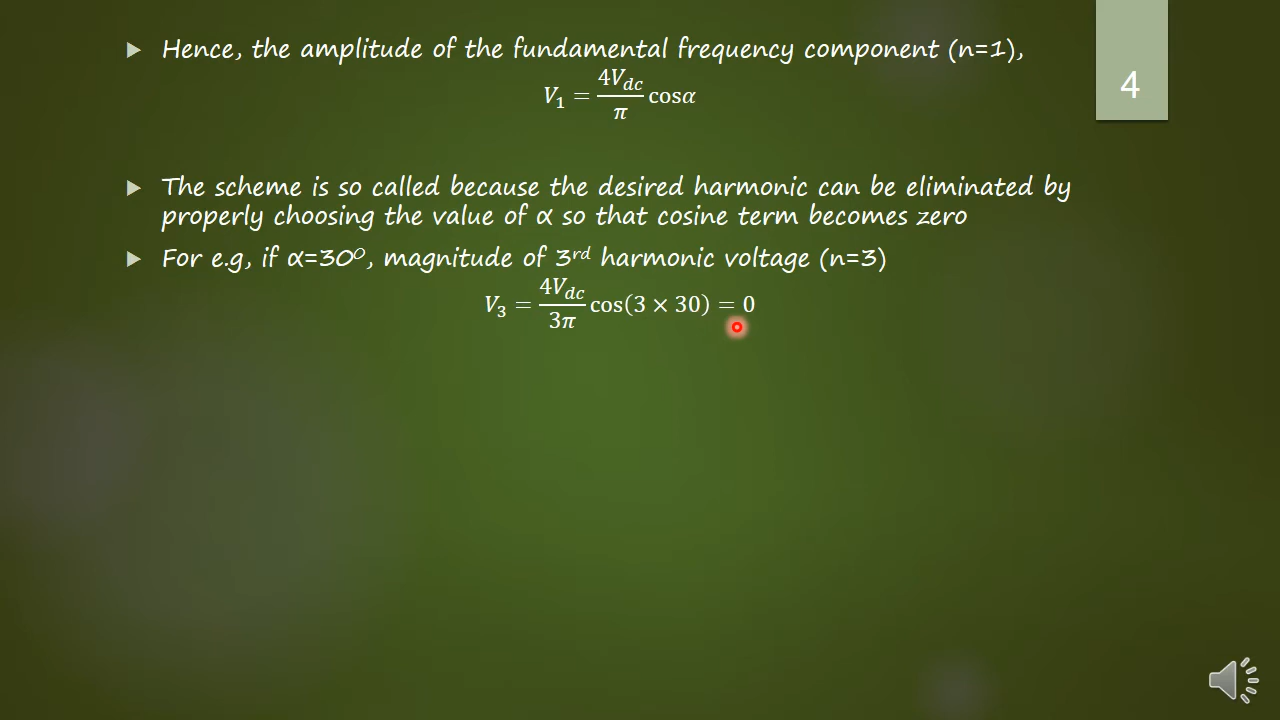 Hence, the amplitude of the fundamental frequency component (n=1),
4
V₁ = 4V_dc/π cosα
The scheme is so called because the desired harmonic can be eliminated by
properly choosing the value of α so that cosine term becomes zero
For e.g, if α=30⁰, magnitude of 3ʳᵈ harmonic voltage (n=3)
V₃ = 4V_dc/3π cos(3 × 30) = 0